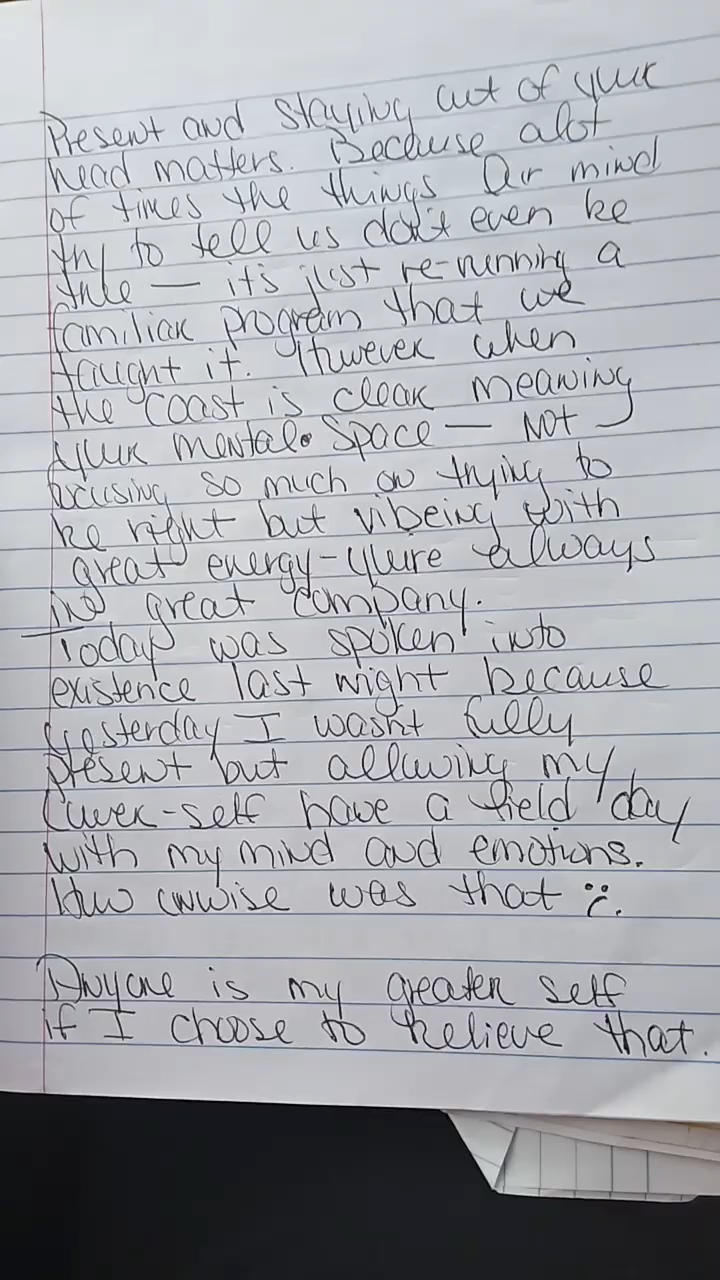 Present and staying out of your
head matters. Because alot
of times the things our mind
try to tell us don't even be
true — it's just re-running a
familiar program that we
taught it. However when
the coast is clear meaning
your mental space — Not
focusing so much on trying to
be right but vibeing with
great energy-you're always
in great company.
Today was spoken into
existence last night because
yesterday I wasn't fully
present but allowing my
lower-self have a field day
with my mind and emotions.
How unwise was that :(.
Anyone is my greater self
if I choose to believe that.